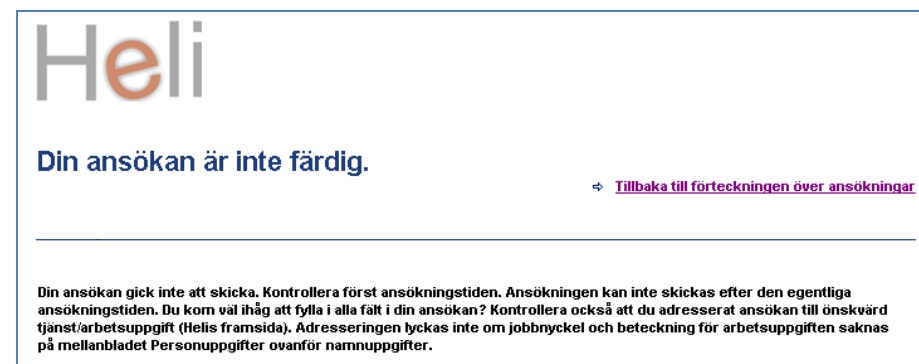 Heli
Din ansökan är inte färdig.
⇨ Tillbaka till förteckningen över ansökningar
Din ansökan gick inte att skicka. Kontrollera först ansökningstiden. Ansökningen kan inte skickas efter den egentliga
ansökningstiden. Du kom väl ihåg att fylla i alla fält i din ansökan? Kontrollera också att du adresserat ansökan till önskvärd
tjänst/arbetsuppgift (Helis framsida). Adresseringen lyckas inte om jobbnyckel och beteckning för arbetsuppgiften saknas
på mellanbladet Personuppgifter ovanför namnuppgifter.